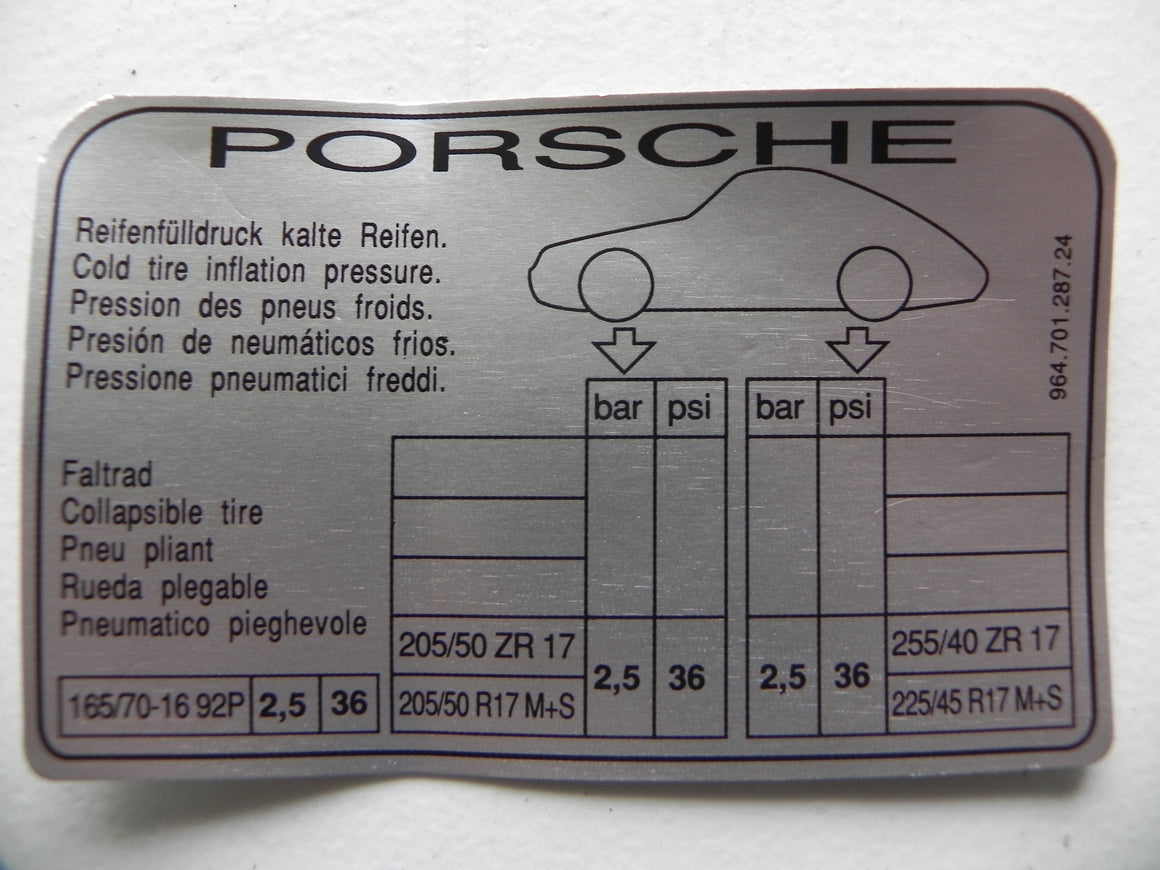 PORSCHE
Reifenfülldruck kalte Reifen.
Cold tire inflation pressure.
Pression des pneus froids.
Presión de neumáticos frios.
Pressione pneumatici freddi.
964.701.287.24
bar psi bar psi
Faltrad
Collapsible tire
Pneu pliant
Rueda plegable
Pneumatico pieghevole
165/70-16 92P 2,5 36
205/50 ZR 17 2,5 36 2,5 36 255/40 ZR 17
205/50 R17 M+S 225/45 R17 M+S